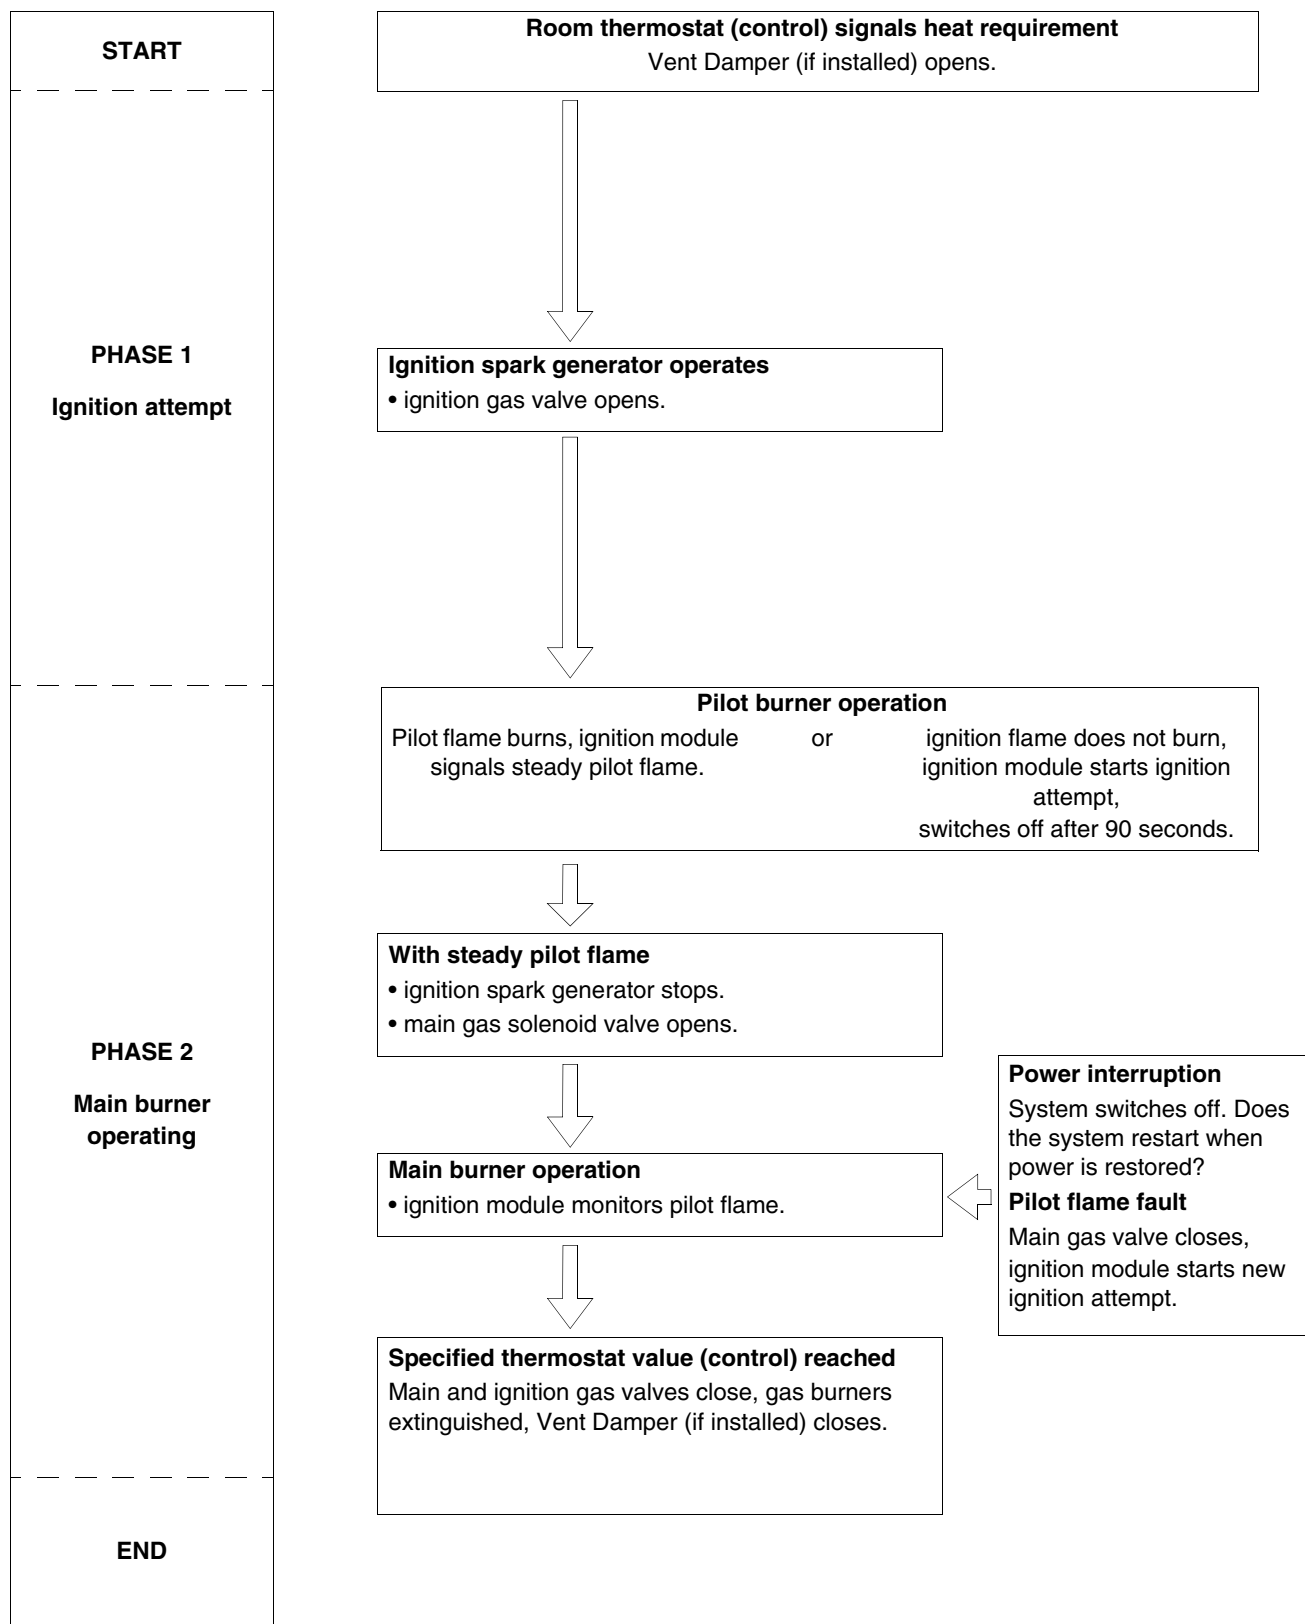 START
Room thermostat (control) signals heat requirement
Vent Damper (if installed) opens.
PHASE 1
Ignition attempt
Ignition spark generator operates
• ignition gas valve opens.
Pilot burner operation
Pilot flame burns, ignition module
signals steady pilot flame.
or
ignition flame does not burn,
ignition module starts ignition
attempt,
switches off after 90 seconds.
With steady pilot flame
• ignition spark generator stops.
• main gas solenoid valve opens.
PHASE 2
Main burner
operating
Power interruption
System switches off. Does
the system restart when
power is restored?
Pilot flame fault
Main gas valve closes,
ignition module starts new
ignition attempt.
Main burner operation
• ignition module monitors pilot flame.
Specified thermostat value (control) reached
Main and ignition gas valves close, gas burners
extinguished, Vent Damper (if installed) closes.
END